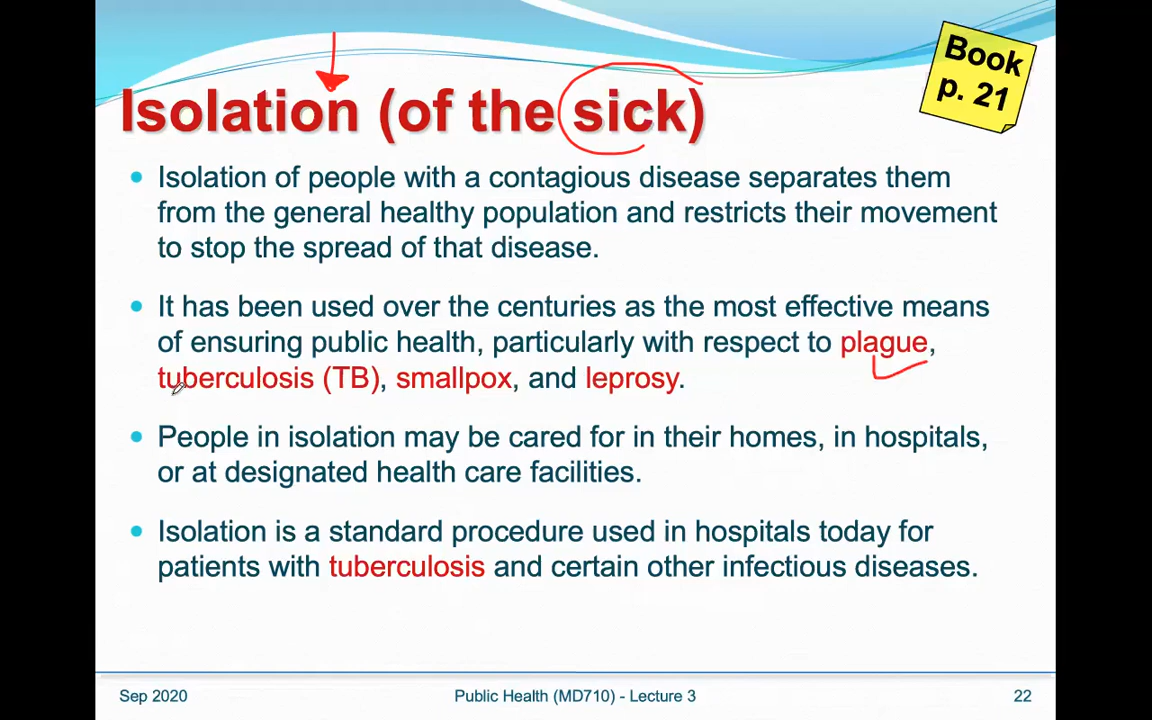 Book
p. 21
Isolation (of the sick)
Isolation of people with a contagious disease separates them
from the general healthy population and restricts their movement
to stop the spread of that disease.
It has been used over the centuries as the most effective means
of ensuring public health, particularly with respect to plague,
tuberculosis (TB), smallpox, and leprosy.
People in isolation may be cared for in their homes, in hospitals,
or at designated health care facilities.
Isolation is a standard procedure used in hospitals today for
patients with tuberculosis and certain other infectious diseases.
Sep 2020 Public Health (MD710) - Lecture 3 22